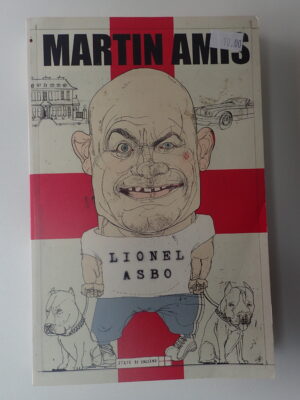 MARTIN AMIS
LIONEL
ASBO
STATE OF ENGLAND